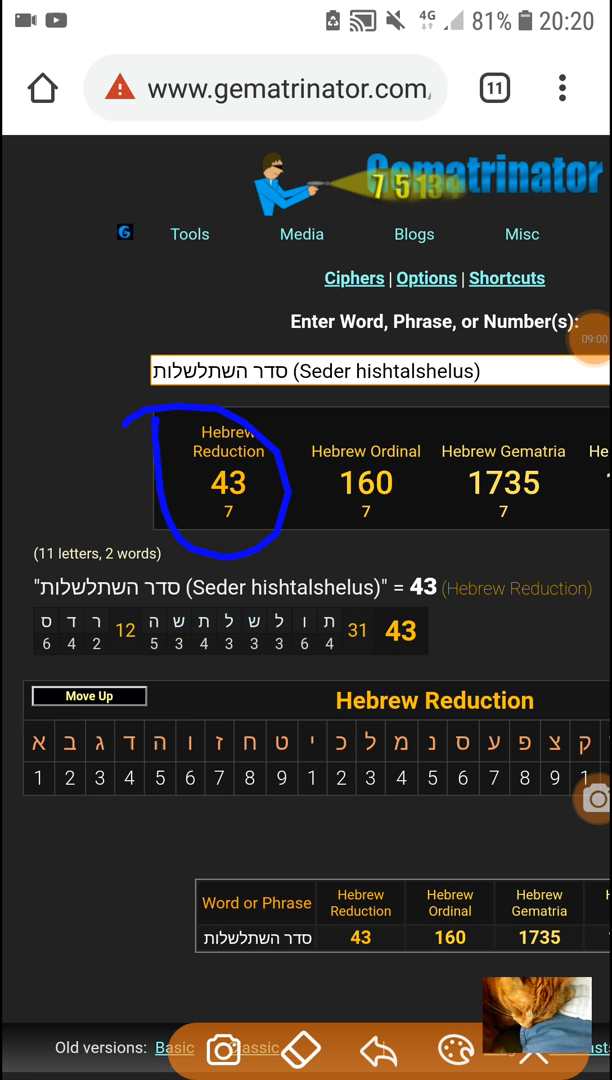 4G 81% 20:20
www.gematrinator.com/
11
Gematrinator
7 5 13
Tools Media Blogs Misc
Ciphers | Options | Shortcuts
Enter Word, Phrase, or Number(s):
09:00
סדר השתלשלות (Seder hishtalshelus)
Hebrew Reduction Hebrew Ordinal Hebrew Gematria He
43 160 1735
7 7 7
(11 letters, 2 words)
"סדר השתלשלות (Seder hishtalshelus)" = 43 (Hebrew Reduction)
ס ד ר 12 ה ש ת ל ש ל ו ת 31 43
6 4 2 5 3 4 3 3 3 6 4
Move Up
Hebrew Reduction
א ב ג ד ה ו ז ח ט י כ ל מ נ ס ע פ צ ק
1 2 3 4 5 6 7 8 9 1 2 3 4 5 6 7 8 9 1
Word or Phrase Hebrew Reduction Hebrew Ordinal Hebrew Gematria H
סדר השתלשלות 43 160 1735
Old versions: Basic Classic